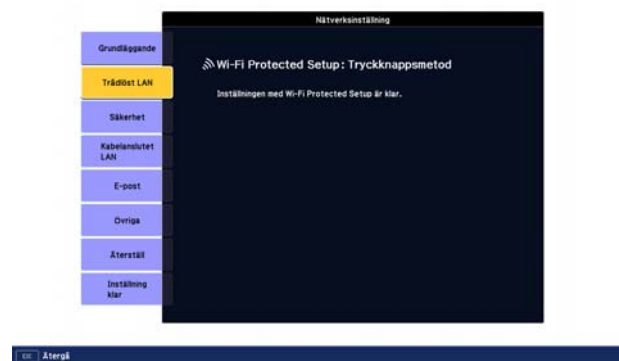 Nätverksinställning
Grundläggande
Trådlöst LAN
Säkerhet
Kabelanslutet
LAN
E-post
Övriga
Återställ
Inställning
klar
Wi-Fi Protected Setup: Tryckknappsmetod
Inställningen med Wi-Fi Protected Setup är klar.
Esc Återgå